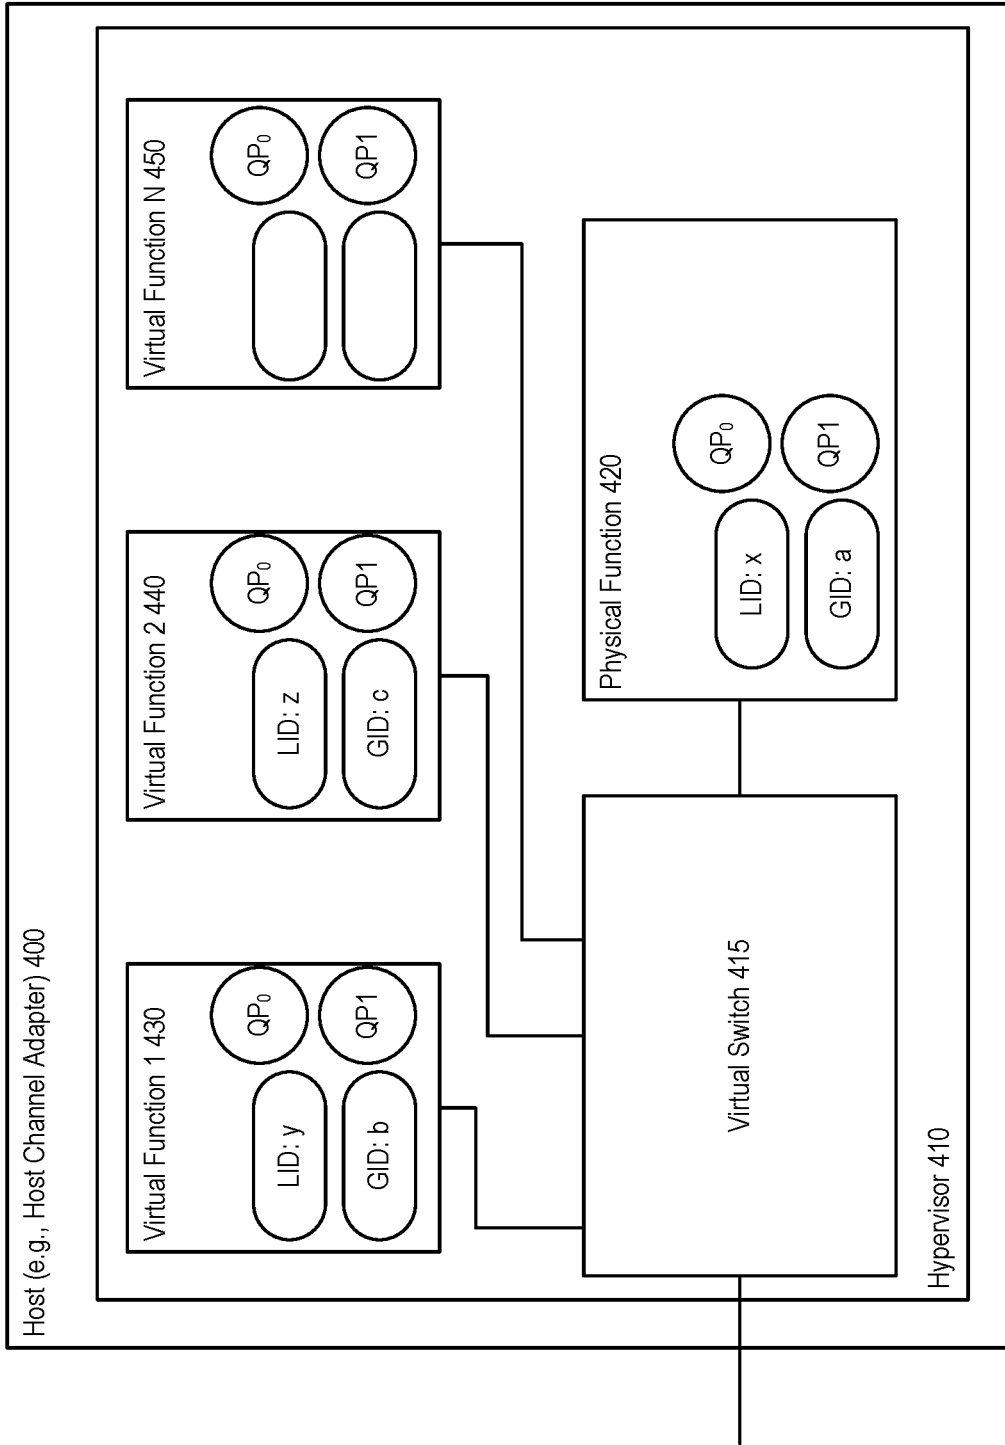 Host (e.g., Host Channel Adapter) 400
Virtual Function 1 430
QP₀
LID: y
QP1
GID: b
Virtual Function 2 440
QP₀
LID: z
QP1
GID: c
Virtual Function N 450
QP₀
QP1
Virtual Switch 415
Physical Function 420
QP₀
LID: x
QP1
GID: a
Hypervisor 410